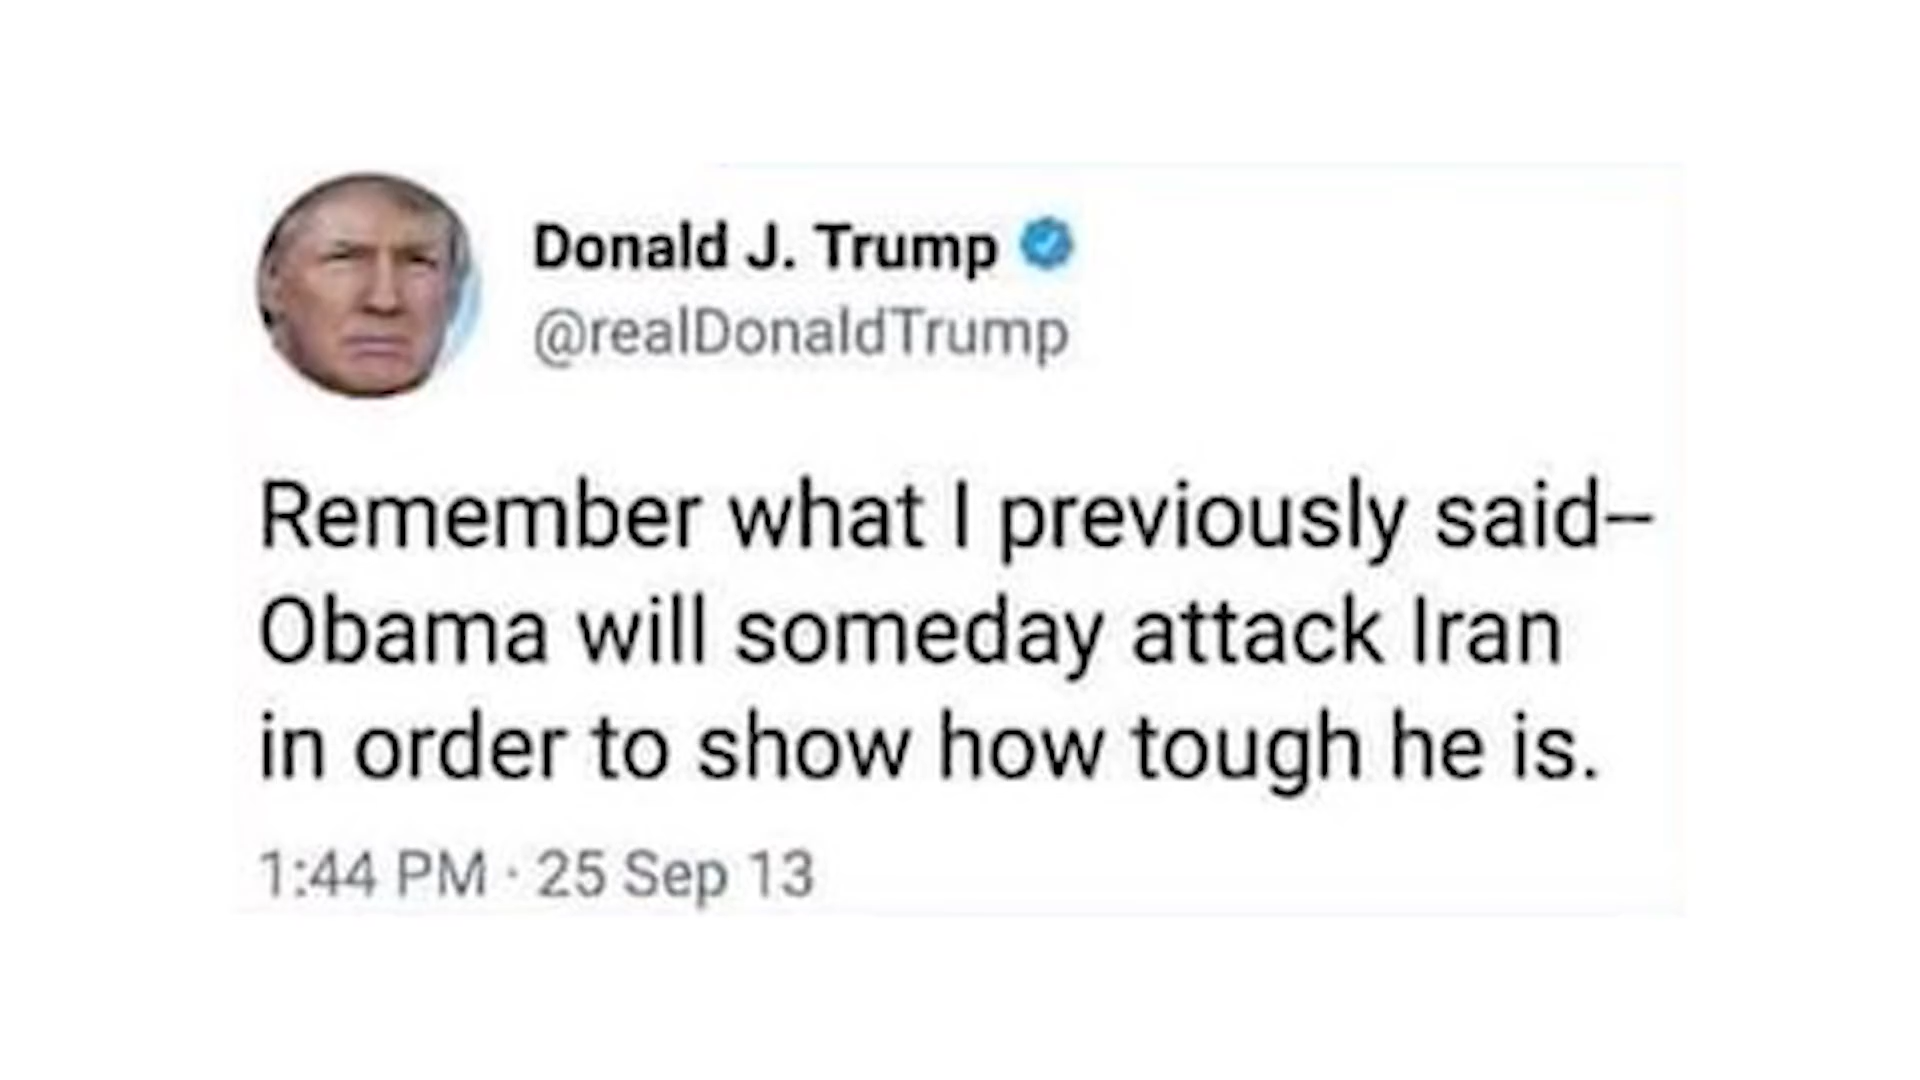 Donald J. Trump
@realDonaldTrump
Remember what I previously said--
Obama will someday attack Iran
in order to show how tough he is.
1:44 PM · 25 Sep 13